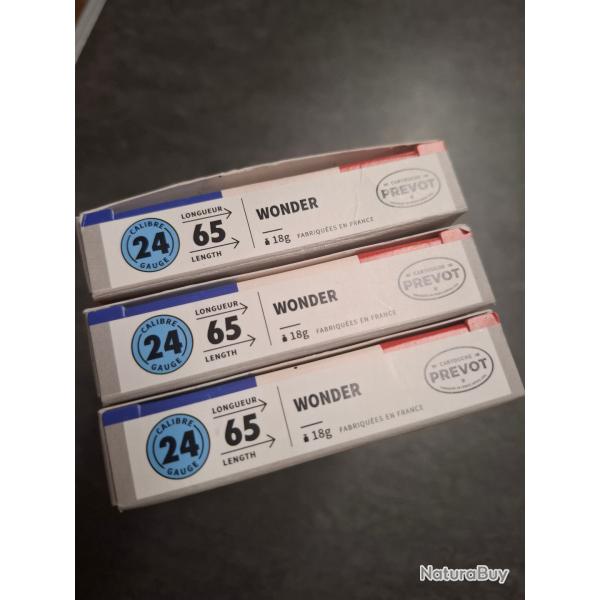 CALIBRE
24
GAUGE
LONGUEUR
65
LENGTH
WONDER
18g FABRIQUÉES EN FRANCE
CARTOUCHE
PREVOT
CALIBRE
24
GAUGE
LONGUEUR
65
LENGTH
WONDER
18g FABRIQUÉES EN FRANCE
CARTOUCHE
PREVOT
CALIBRE
24
GAUGE
LONGUEUR
65
LENGTH
WONDER
18g FABRIQUÉES EN FRANCE
CARTOUCHE
PREVOT
NaturaBuy